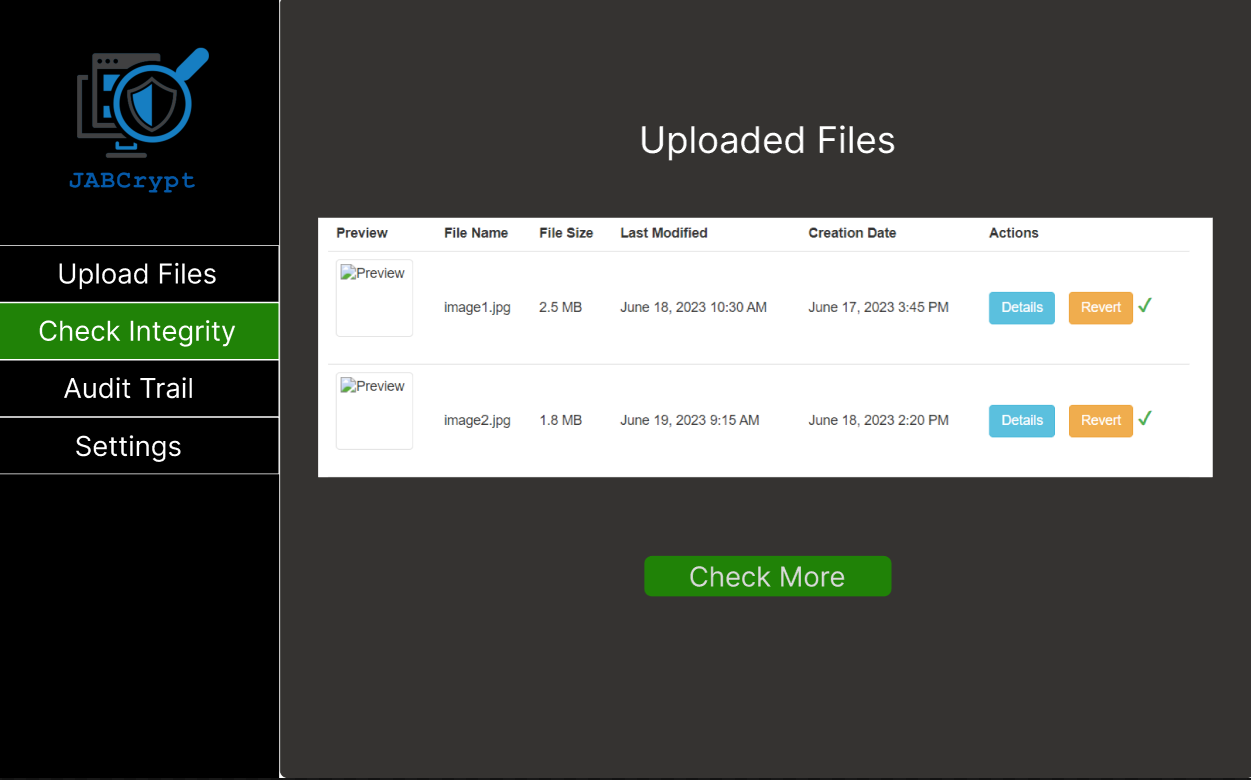 JABCrypt
Upload Files
Check Integrity
Audit Trail
Settings
Uploaded Files
Preview File Name File Size Last Modified Creation Date Actions
Preview
image1.jpg 2.5 MB June 18, 2023 10:30 AM June 17, 2023 3:45 PM Details Revert ✓
Preview
image2.jpg 1.8 MB June 19, 2023 9:15 AM June 18, 2023 2:20 PM Details Revert ✓
Check More